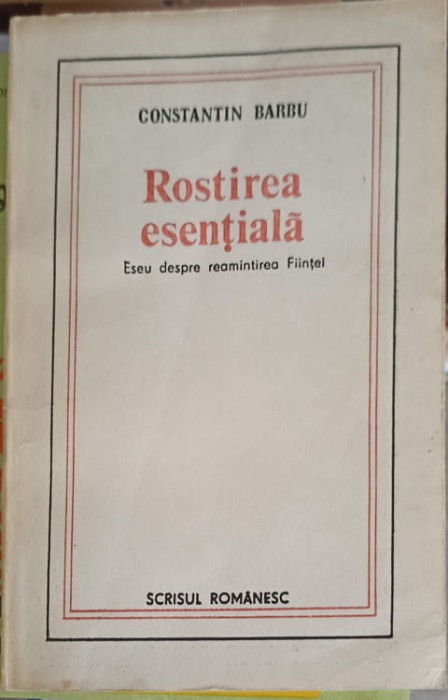 CONSTANTIN BARBU
Rostirea
esențială
Eseu despre reamintirea Ființei
SCRISUL ROMÂNESC